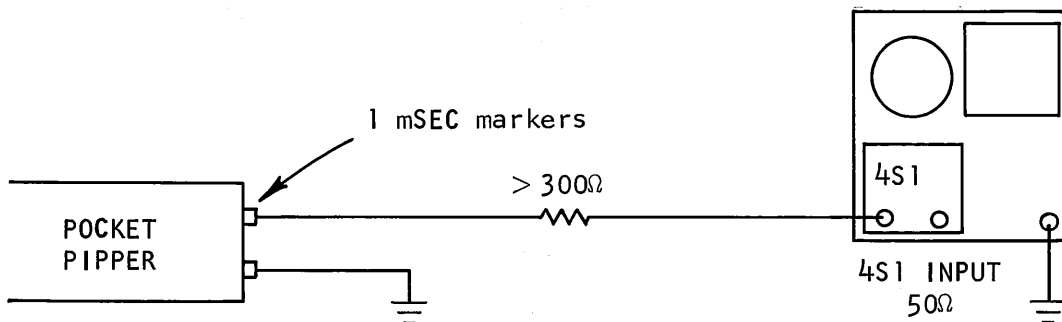 1 mSEC markers
> 300Ω
4S1
POCKET
PIPPER
4S1 INPUT
50Ω